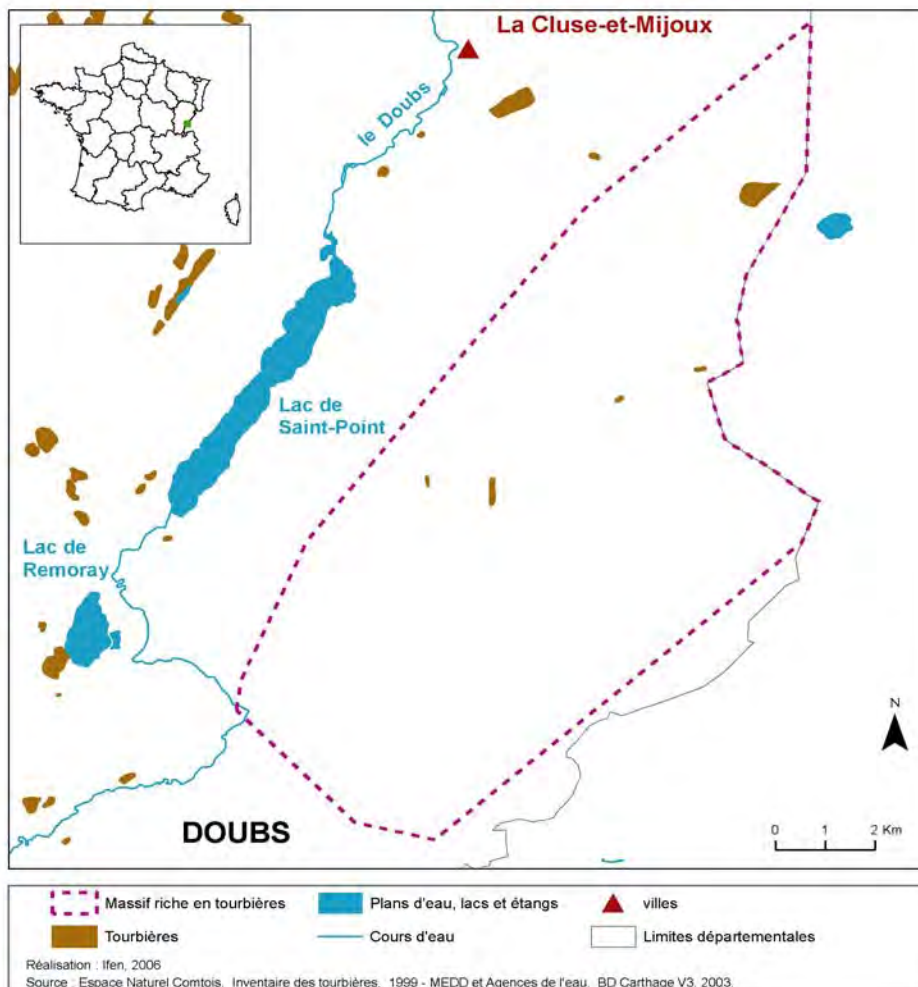 La Cluse-et-Mijoux
le Doubs
Lac de
Saint-Point
Lac de
Remoray
N
DOUBS
0 1 2 Km
Massif riche en tourbières
Plans d'eau, lacs et étangs
villes
Tourbières
Cours d'eau
Limites départementales
Réalisation : Ifen, 2006
Source : Espace Naturel Comtois. Inventaire des tourbières. 1999 - MEDD et Agences de l'eau. BD Carthage V3, 2003.